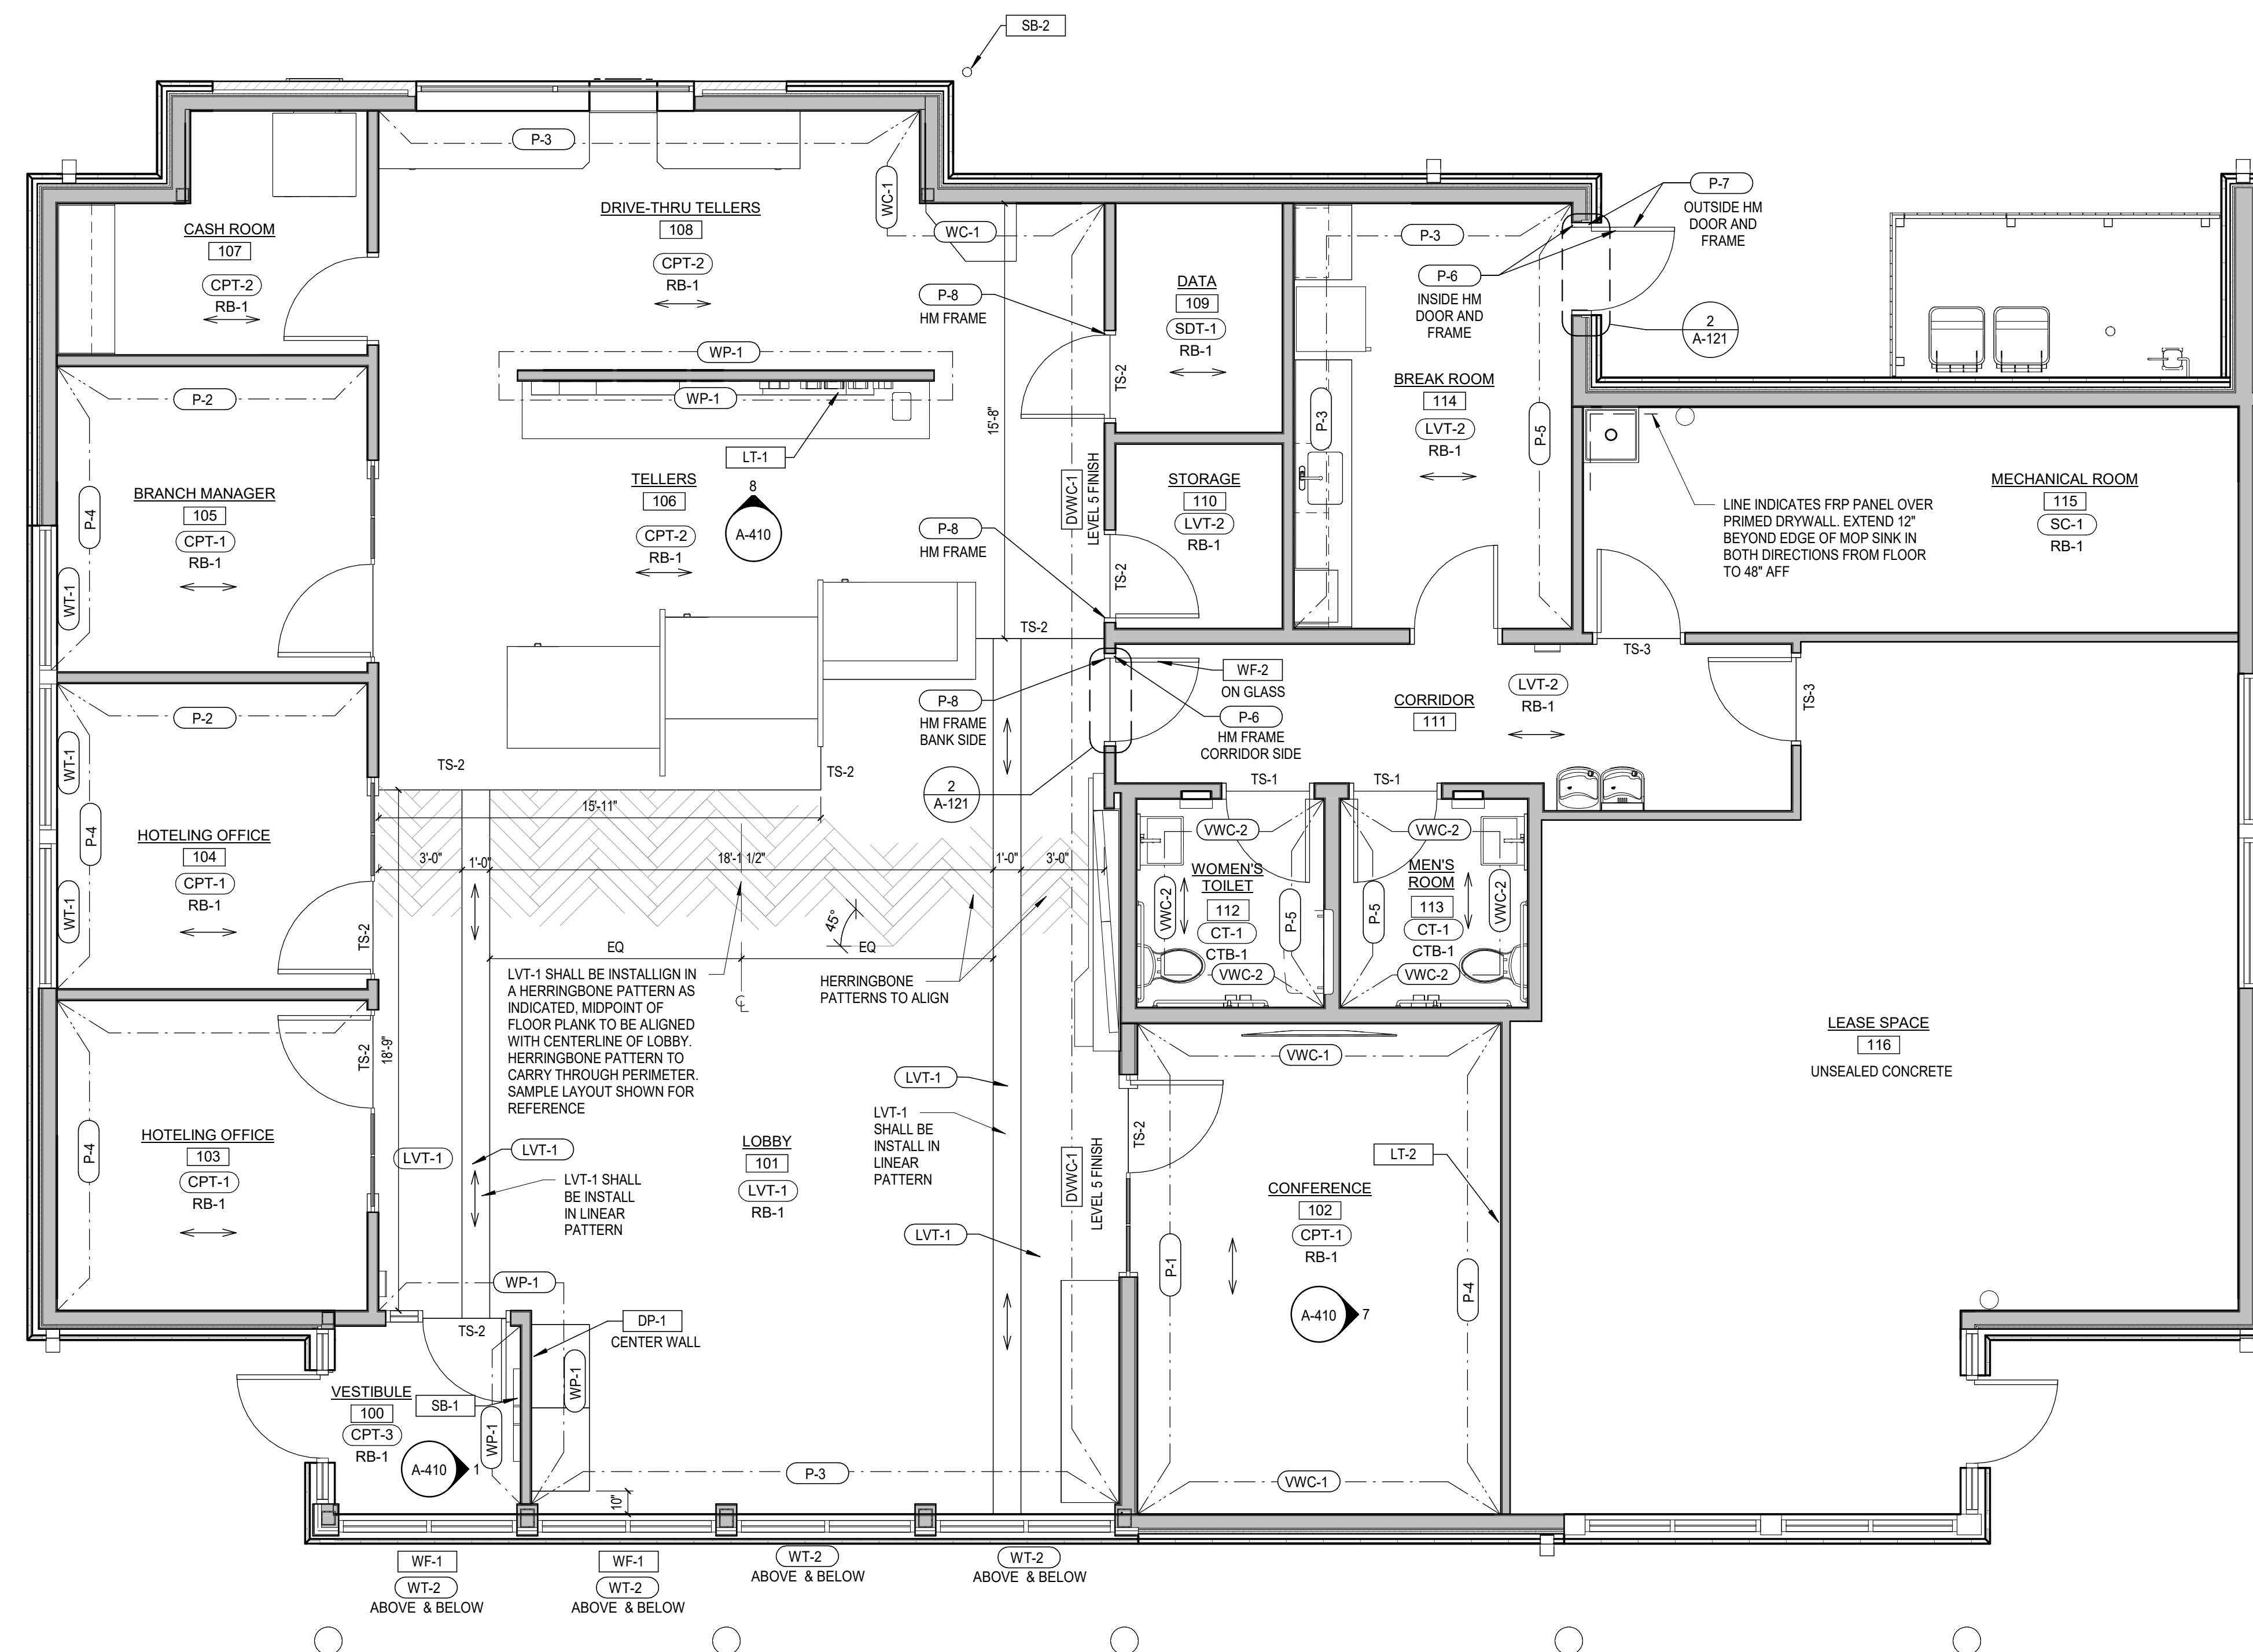 SB-2
P-3
WC-1
WC-1
CASH ROOM
107
CPT-2
RB-1
DRIVE-THRU TELLERS
108
CPT-2
RB-1
P-8
HM FRAME
DATA
109
SDT-1
RB-1
TS-2
P-3
P-7
OUTSIDE HM
DOOR AND
FRAME
P-6
INSIDE HM
DOOR AND
FRAME
2
A-121
BREAK ROOM
114
LVT-2
RB-1
P-3
P-5
WP-1
WP-1
LT-1
P-2
P-4
WT-1
BRANCH MANAGER
105
CPT-1
RB-1
TELLERS
106
CPT-2
RB-1
8
A-410
15'-8"
DVWC-1
LEVEL 5 FINISH
STORAGE
110
LVT-2
RB-1
TS-2
P-8
HM FRAME
LINE INDICATES FRP PANEL OVER
PRIMED DRYWALL. EXTEND 12"
BEYOND EDGE OF MOP SINK IN
BOTH DIRECTIONS FROM FLOOR
TO 48" AFF
MECHANICAL ROOM
115
SC-1
RB-1
TS-2
TS-3
P-8
HM FRAME
BANK SIDE
WF-2
ON GLASS
P-6
HM FRAME
CORRIDOR SIDE
CORRIDOR
111
LVT-2
RB-1
TS-3
2
A-121
P-2
WT-1
P-4
WT-1
HOTELING OFFICE
104
CPT-1
RB-1
TS-2
TS-2
TS-2
15'-11"
3'-0"
1'-0"
18'-1 1/2"
1'-0"
3'-0"
45°
EQ
EQ
TS-1
TS-1
VWC-2
VWC-2
WOMEN'S
TOILET
112
CT-1
CTB-1
VWC-2
P-5
VWC-2
MEN'S
ROOM
113
CT-1
CTB-1
P-5
VWC-2
VWC-2
LVT-1 SHALL BE INSTALLIGN IN
A HERRINGBONE PATTERN AS
INDICATED, MIDPOINT OF
FLOOR PLANK TO BE ALIGNED
WITH CENTERLINE OF LOBBY.
HERRINGBONE PATTERN TO
CARRY THROUGH PERIMETER.
SAMPLE LAYOUT SHOWN FOR
REFERENCE
HERRINGBONE
PATTERNS TO ALIGN
CL
TS-2
18'-9"
P-4
HOTELING OFFICE
103
CPT-1
RB-1
LVT-1
LVT-1
LVT-1 SHALL
BE INSTALL
IN LINEAR
PATTERN
LOBBY
101
LVT-1
RB-1
LVT-1
LVT-1
SHALL BE
INSTALL IN
LINEAR
PATTERN
LVT-1
DVWC-1
LEVEL 5 FINISH
TS-2
VWC-1
LT-2
CONFERENCE
102
CPT-1
RB-1
P-1
P-4
A-410
7
VWC-1
LEASE SPACE
116
UNSEALED CONCRETE
WP-1
TS-2
DP-1
CENTER WALL
WP-1
VESTIBULE
100
CPT-3
RB-1
SB-1
WP-1
A-410
1
P-3
10"
WF-1
WT-2
ABOVE & BELOW
WF-1
WT-2
ABOVE & BELOW
WT-2
ABOVE & BELOW
WT-2
ABOVE & BELOW